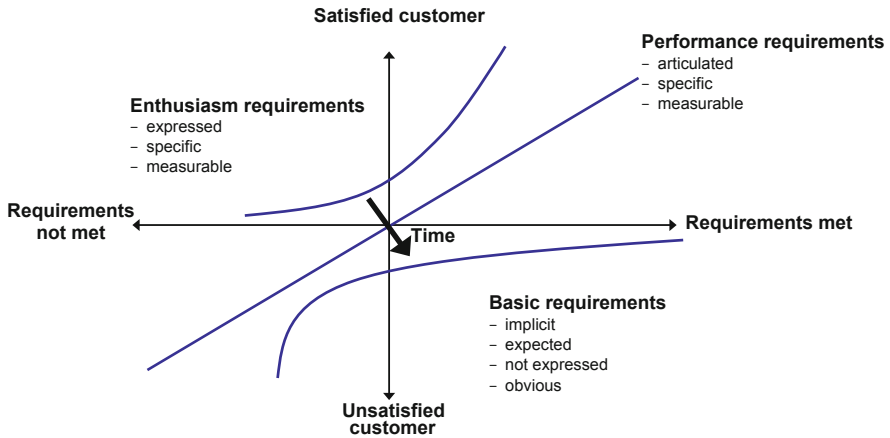 Satisfied customer
Performance requirements
– articulated
– specific
– measurable
Enthusiasm requirements
– expressed
– specific
– measurable
Requirements
not met
Requirements met
Time
Basic requirements
– implicit
– expected
– not expressed
– obvious
Unsatisfied
customer